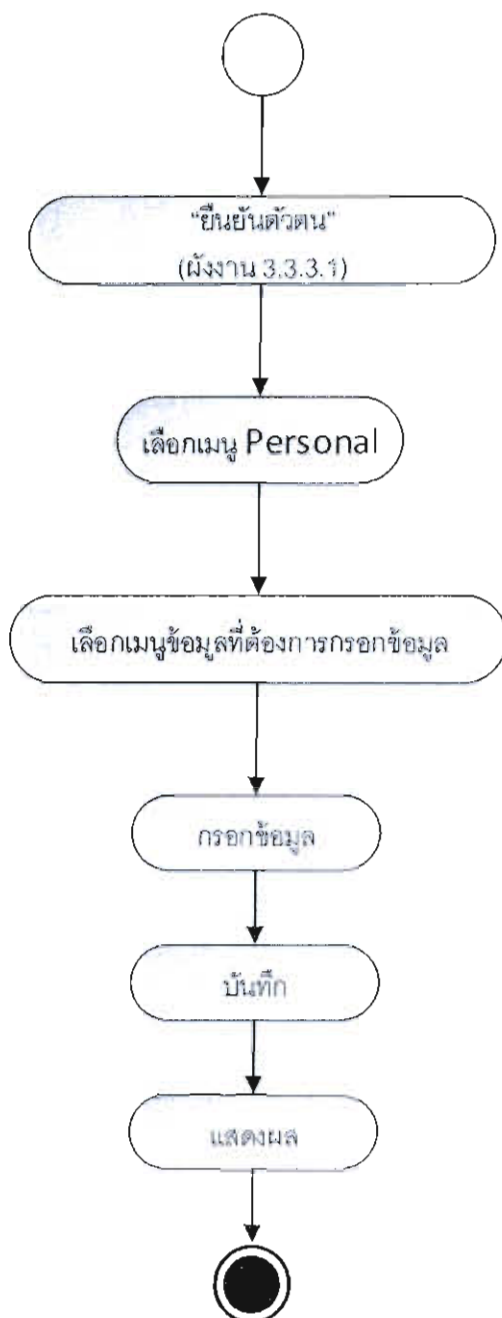 "ยืนยันตัวตน"
(ผังงาน 3.3.3.1)
เลือกเมนู Personal
เลือกเมนูข้อมูลที่ต้องการกรอกข้อมูล
กรอกข้อมูล
บันทึก
แสดงผล